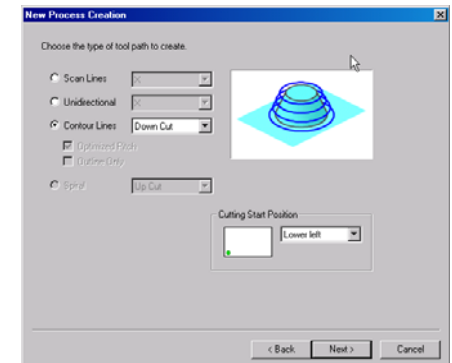 New Process Creation
Choose the type of tool path to create.
Scan Lines X
Unidirectional X
Contour Lines Down Cut
Optimized Pitch
Outline Only
Spiral Up Cut
Cutting Start Position
Lower left
< Back Next > Cancel